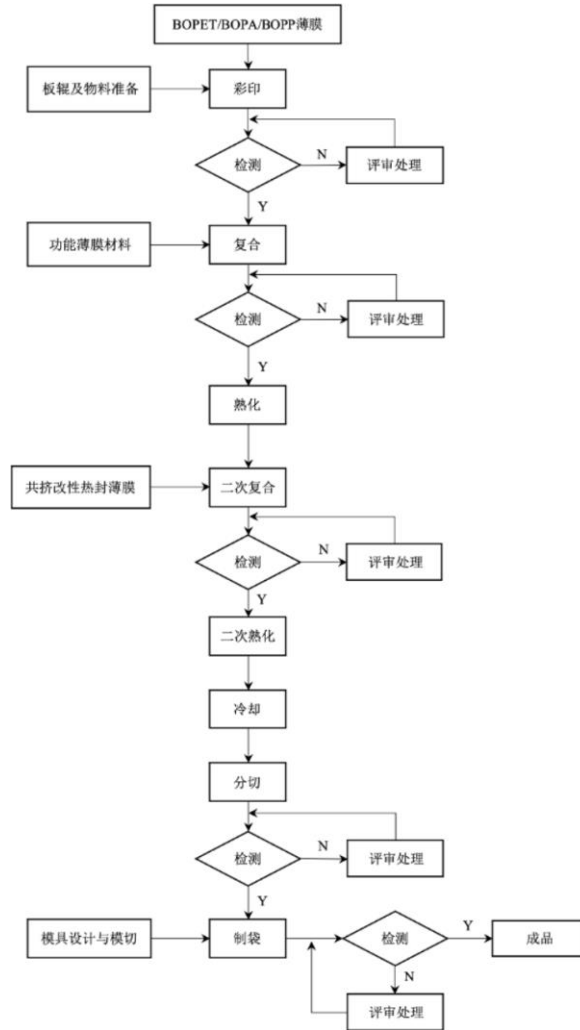 BOPET/BOPA/BOPP薄膜
板辊及物料准备
彩印
检测
N
评审处理
Y
功能薄膜材料
复合
检测
N
评审处理
Y
熟化
共挤改性热封薄膜
二次复合
检测
N
评审处理
Y
二次熟化
冷却
分切
检测
N
评审处理
Y
模具设计与模切
制袋
检测
Y
成品
N
评审处理